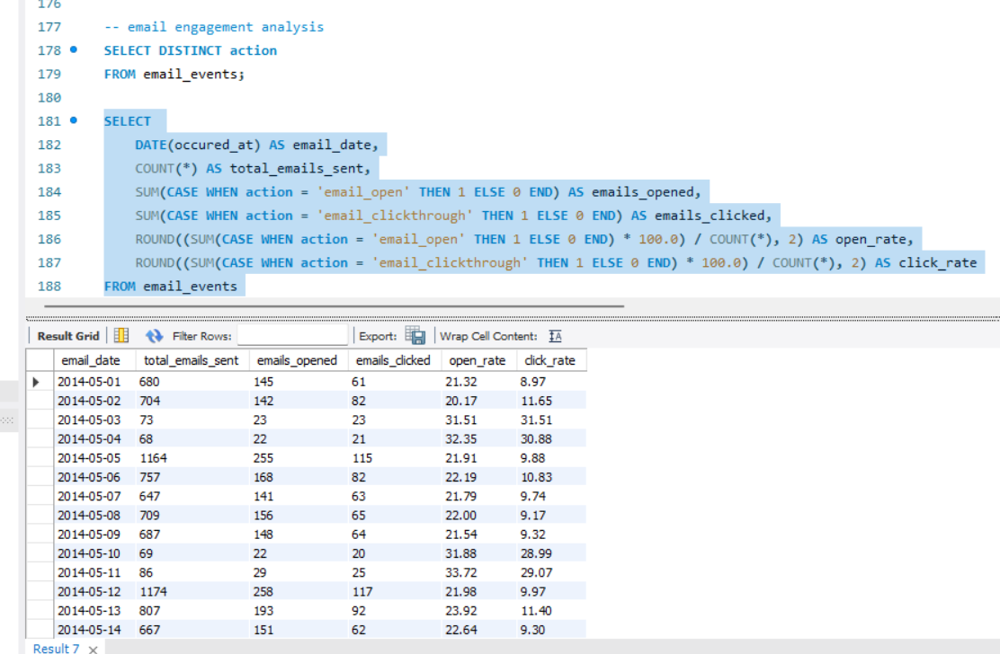 176
177 -- email engagement analysis
178 SELECT DISTINCT action
179 FROM email_events;
180
181 SELECT
182 DATE(occured_at) AS email_date,
183 COUNT(*) AS total_emails_sent,
184 SUM(CASE WHEN action = 'email_open' THEN 1 ELSE 0 END) AS emails_opened,
185 SUM(CASE WHEN action = 'email_clickthrough' THEN 1 ELSE 0 END) AS emails_clicked,
186 ROUND((SUM(CASE WHEN action = 'email_open' THEN 1 ELSE 0 END) * 100.0) / COUNT(*), 2) AS open_rate,
187 ROUND((SUM(CASE WHEN action = 'email_clickthrough' THEN 1 ELSE 0 END) * 100.0) / COUNT(*), 2) AS click_rate
188 FROM email_events
Result Grid Filter Rows: Export: Wrap Cell Content: IA
email_date total_emails_sent emails_opened emails_clicked open_rate click_rate
2014-05-01 680 145 61 21.32 8.97
2014-05-02 704 142 82 20.17 11.65
2014-05-03 73 23 23 31.51 31.51
2014-05-04 68 22 21 32.35 30.88
2014-05-05 1164 255 115 21.91 9.88
2014-05-06 757 168 82 22.19 10.83
2014-05-07 647 141 63 21.79 9.74
2014-05-08 709 156 65 22.00 9.17
2014-05-09 687 148 64 21.54 9.32
2014-05-10 69 22 20 31.88 28.99
2014-05-11 86 29 25 33.72 29.07
2014-05-12 1174 258 117 21.98 9.97
2014-05-13 807 193 92 23.92 11.40
2014-05-14 667 151 62 22.64 9.30
Result 7